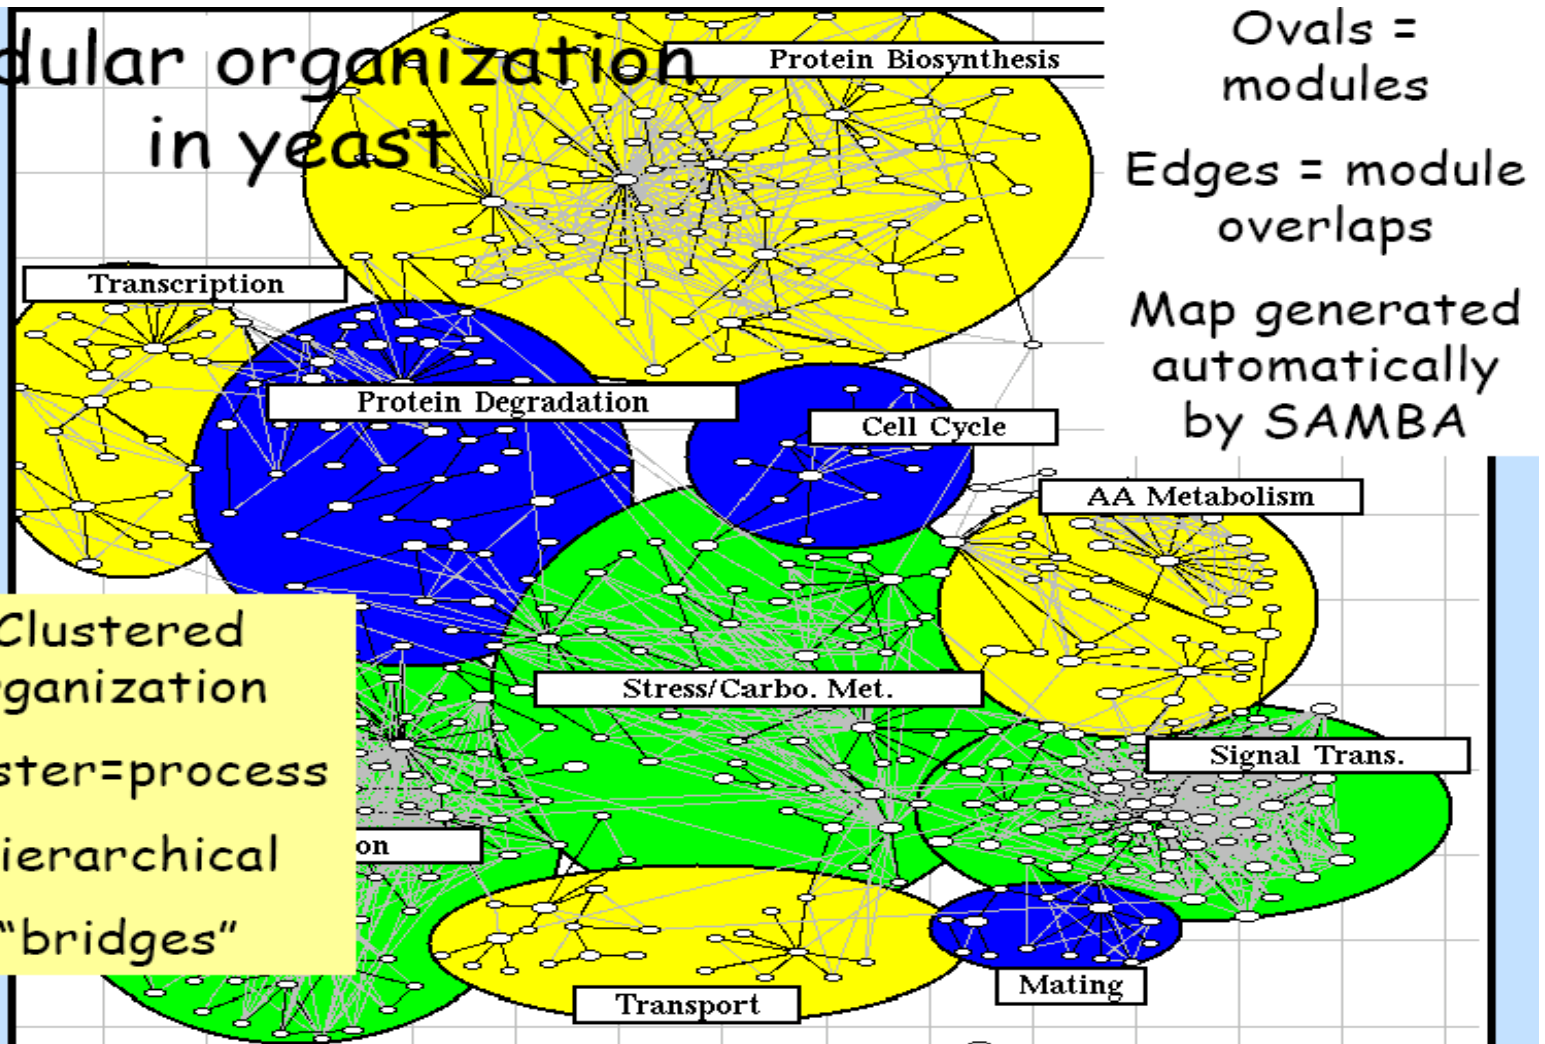 dular organization
in yeast
Protein Biosynthesis
Ovals =
modules
Edges = module
overlaps
Map generated
automatically
by SAMBA
Transcription
Protein Degradation
Cell Cycle
AA Metabolism
Stress/Carbo. Met.
Signal Trans.
Clustered
rganization
ster=process
ierarchical
"bridges"
on
Transport
Mating